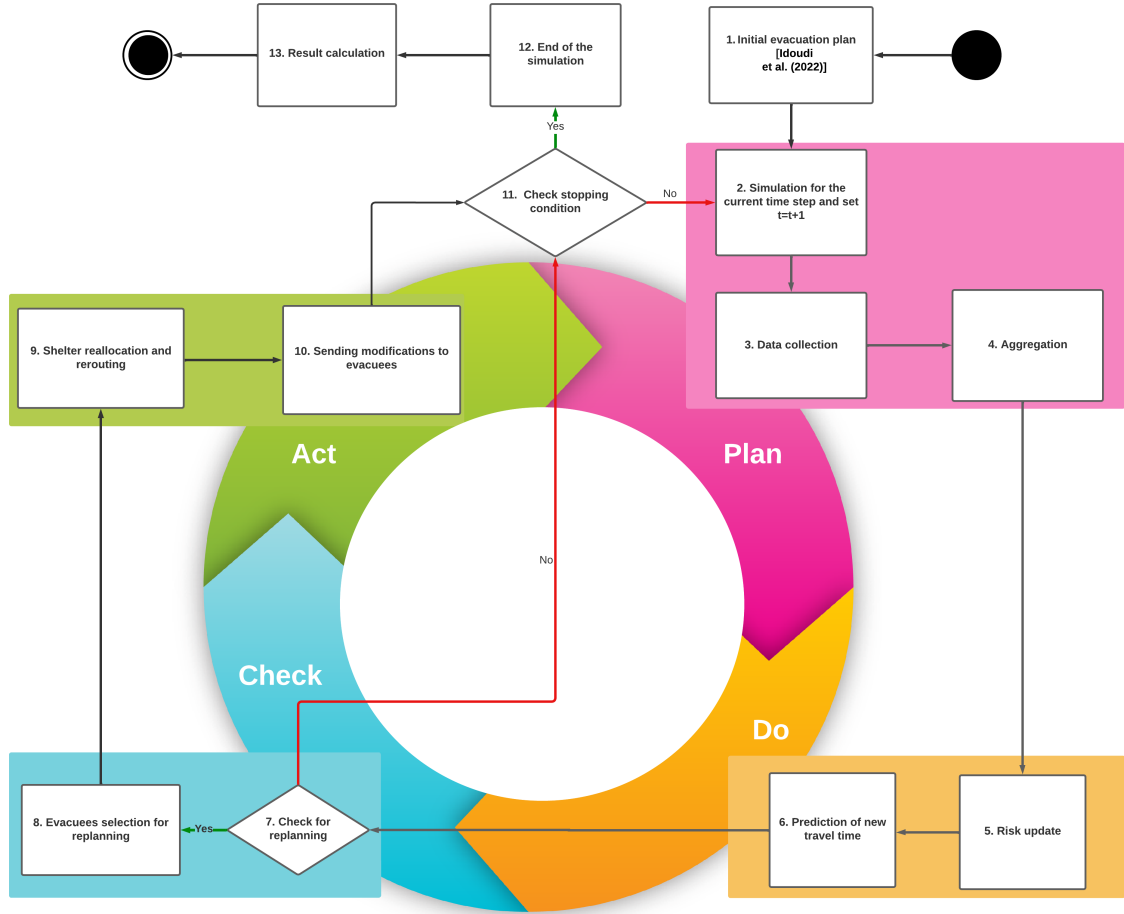 1. Initial evacuation plan
[Idoudi
et al. (2022)]
2. Simulation for the
current time step and set
t=t+1
3. Data collection
4. Aggregation
5. Risk update
6. Prediction of new
travel time
7. Check for
replanning
Yes
No
8. Evacuees selection for
replanning
9. Shelter reallocation and
rerouting
10. Sending modifications to
evacuees
11. Check stopping
condition
No
Yes
12. End of the
simulation
13. Result calculation
Plan
Do
Check
Act